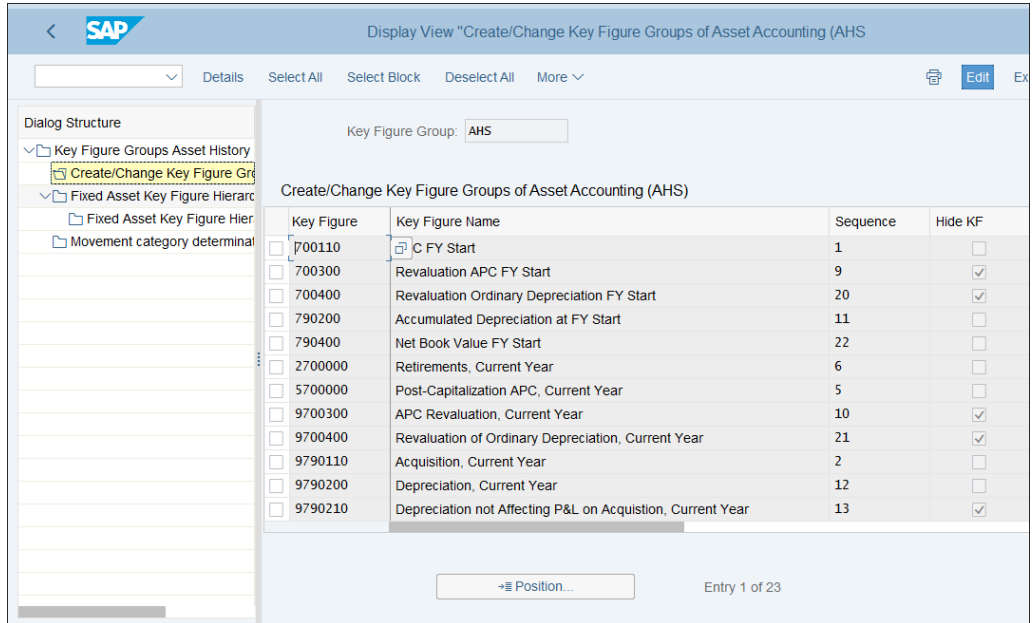 SAP
Display View "Create/Change Key Figure Groups of Asset Accounting (AHS
Details Select All Select Block Deselect All More Edit Ex
Dialog Structure
Key Figure Groups Asset History
Create/Change Key Figure Gro
Fixed Asset Key Figure Hierarc
Fixed Asset Key Figure Hier
Movement category determinat
Key Figure Group: AHS
Create/Change Key Figure Groups of Asset Accounting (AHS)
Key Figure Key Figure Name Sequence Hide KF
700110 C FY Start 1
700300 Revaluation APC FY Start 9
700400 Revaluation Ordinary Depreciation FY Start 20
790200 Accumulated Depreciation at FY Start 11
790400 Net Book Value FY Start 22
2700000 Retirements, Current Year 6
5700000 Post-Capitalization APC, Current Year 5
9700300 APC Revaluation, Current Year 10
9700400 Revaluation of Ordinary Depreciation, Current Year 21
9790110 Acquisition, Current Year 2
9790200 Depreciation, Current Year 12
9790210 Depreciation not Affecting P&L on Acquistion, Current Year 13
Position... Entry 1 of 23